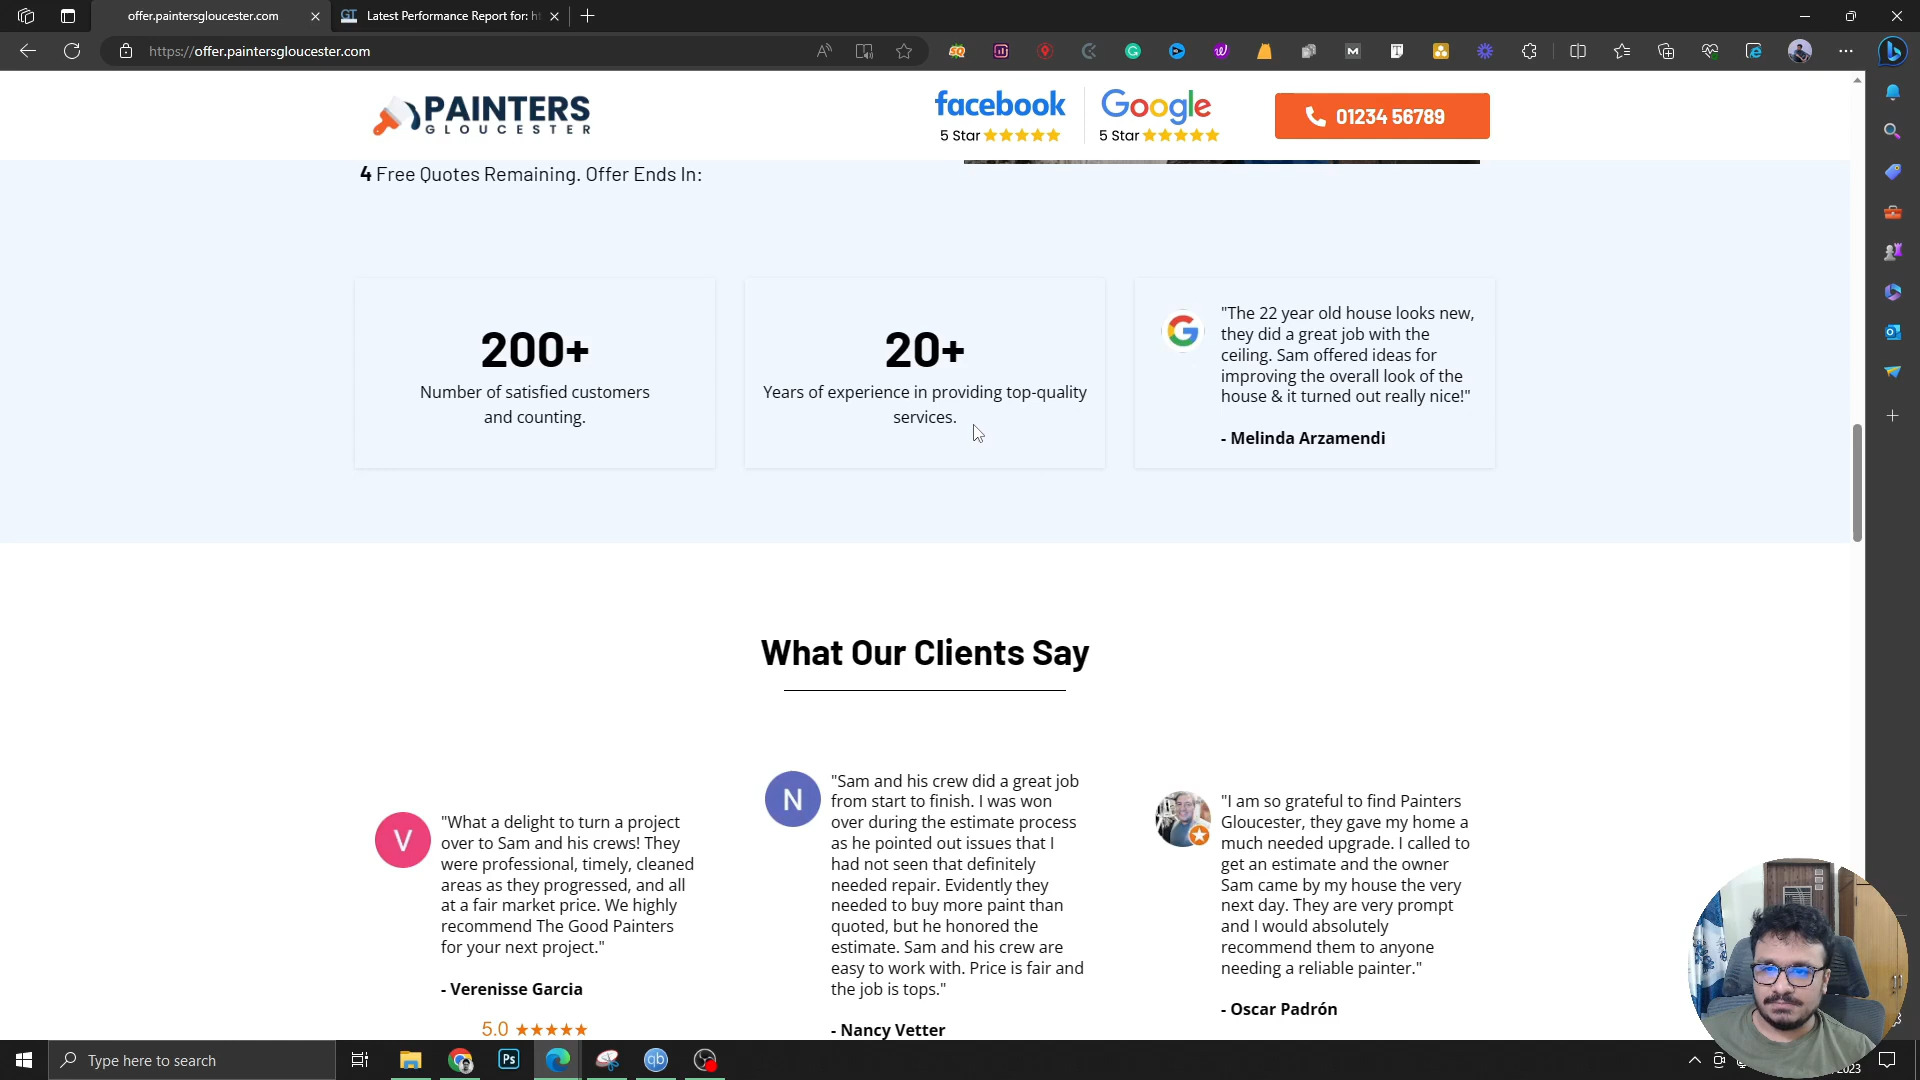 offer.paintersgloucester.com
GT Latest Performance Report for: ht
https://offer.paintersgloucester.com
PAINTERS
GLOUCESTER
facebook
5 Star
Google
5 Star
01234 56789
4 Free Quotes Remaining. Offer Ends In:
200+
Number of satisfied customers
and counting.
20+
Years of experience in providing top-quality
services.
"The 22 year old house looks new,
they did a great job with the
ceiling. Sam offered ideas for
improving the overall look of the
house & it turned out really nice!"
- Melinda Arzamendi
What Our Clients Say
V
"What a delight to turn a project
over to Sam and his crews! They
were professional, timely, cleaned
areas as they progressed, and all
at a fair market price. We highly
recommend The Good Painters
for your next project."
- Verenisse Garcia
5.0
N
"Sam and his crew did a great job
from start to finish. I was won
over during the estimate process
as he pointed out issues that I
had not seen that definitely
needed repair. Evidently they
needed to buy more paint than
quoted, but he honored the
estimate. Sam and his crew are
easy to work with. Price is fair and
the job is tops."
- Nancy Vetter
"I am so grateful to find Painters
Gloucester, they gave my home a
much needed upgrade. I called to
get an estimate and the owner
Sam came by my house the very
next day. They are very prompt
and I would absolutely
recommend them to anyone
needing a reliable painter."
- Oscar Padrón
Type here to search
Ps
qb
2023